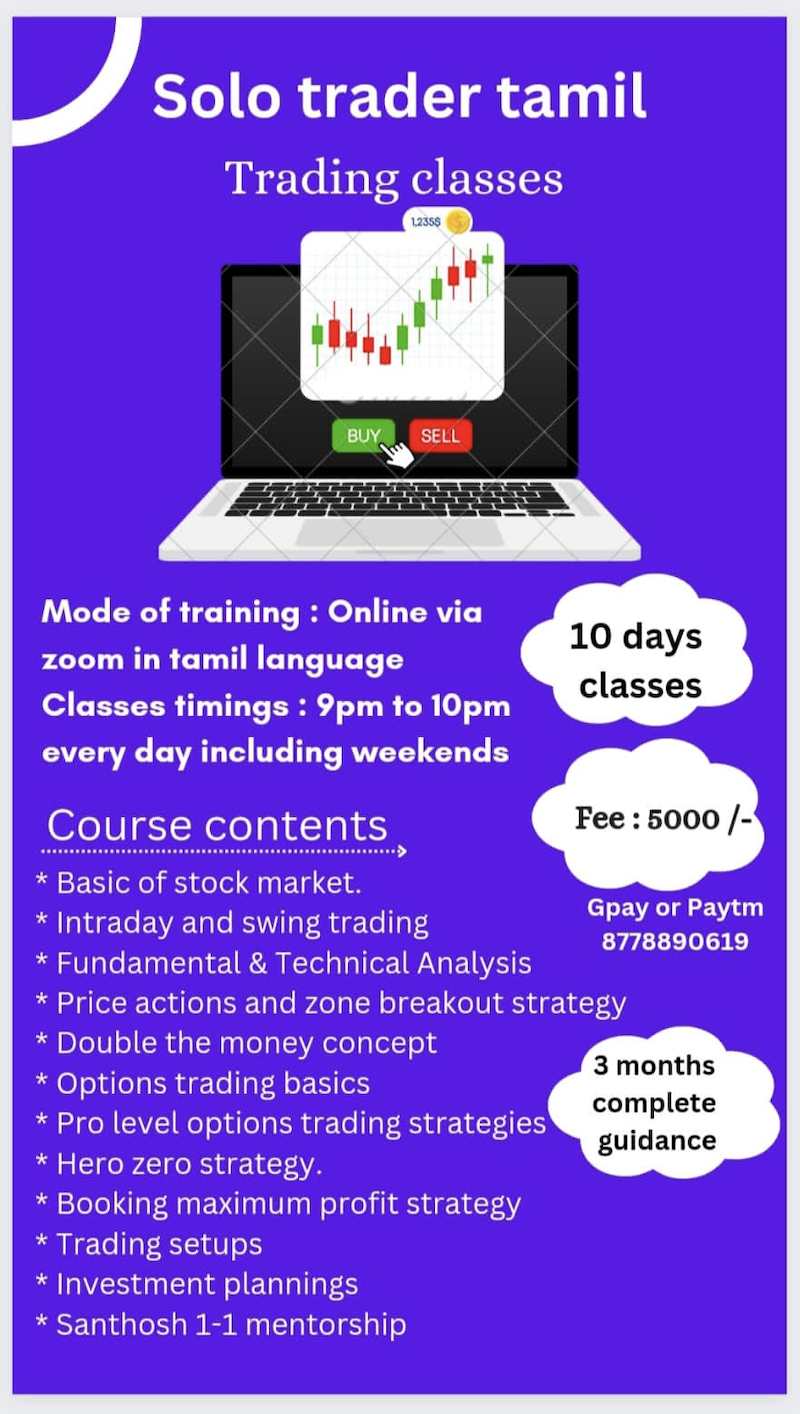 Solo trader tamil
Trading classes
1,235$
BUY
SELL
Mode of training : Online via
zoom in tamil language
Classes timings : 9pm to 10pm
every day including weekends
10 days
classes
Fee : 5000 /-
Gpay or Paytm
8778890619
Course contents
* Basic of stock market.
* Intraday and swing trading
* Fundamental & Technical Analysis
* Price actions and zone breakout strategy
* Double the money concept
* Options trading basics
* Pro level options trading strategies
* Hero zero strategy.
* Booking maximum profit strategy
* Trading setups
* Investment plannings
* Santhosh 1-1 mentorship
3 months
complete
guidance